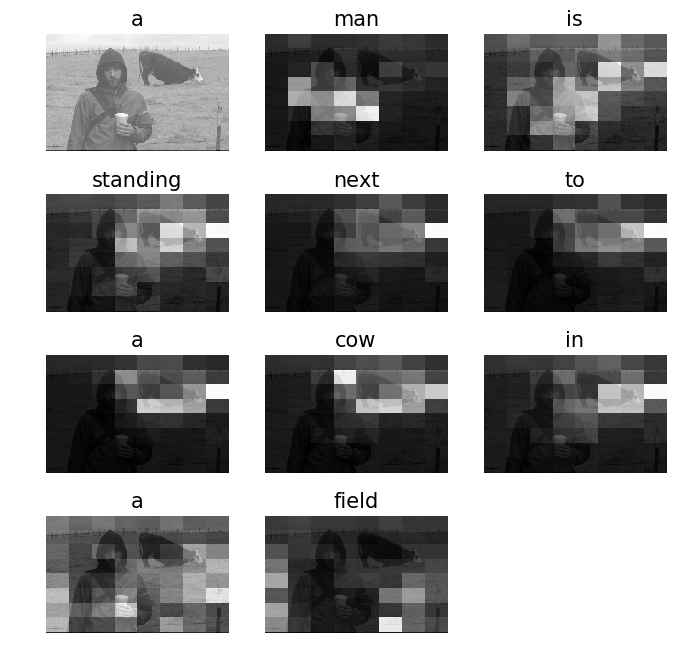 a man is
standing next to
a cow in
a field